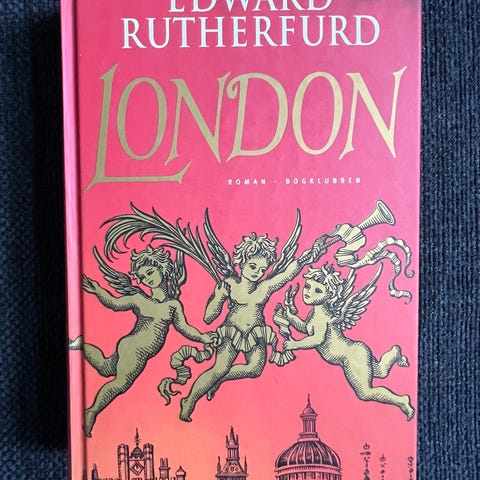 EDWARD
RUTHERFURD
LONDON
ROMAN · BOGKLUBBEN